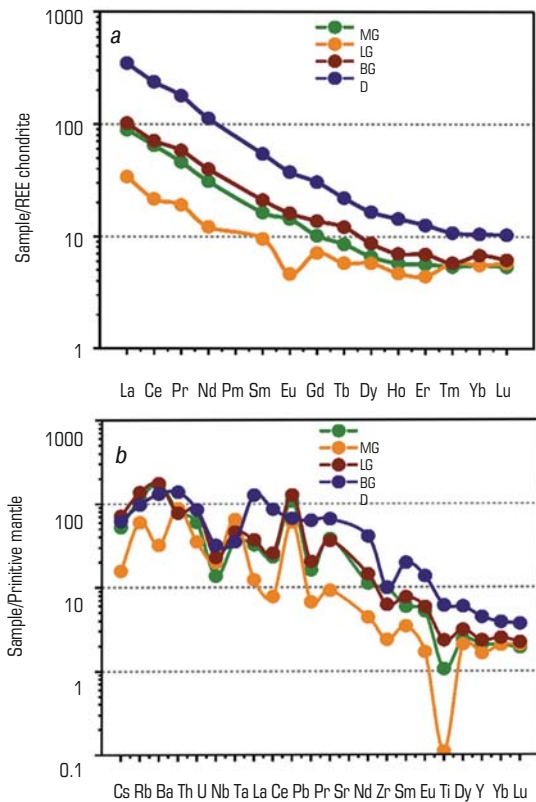 1000
a
MG
LG
BG
D
100
10
1
Sample/REE chondrite
La Ce Pr Nd Pm Sm Eu Gd Tb Dy Ho Er Tm Yb Lu
1000
b
MG
LG
BG
D
100
10
1
0.1
Sample/Prinitive mantle
Cs Rb Ba Th U Nb Ta La Ce Pb Pr Sr Nd Zr Sm Eu Ti Dy Y Yb Lu